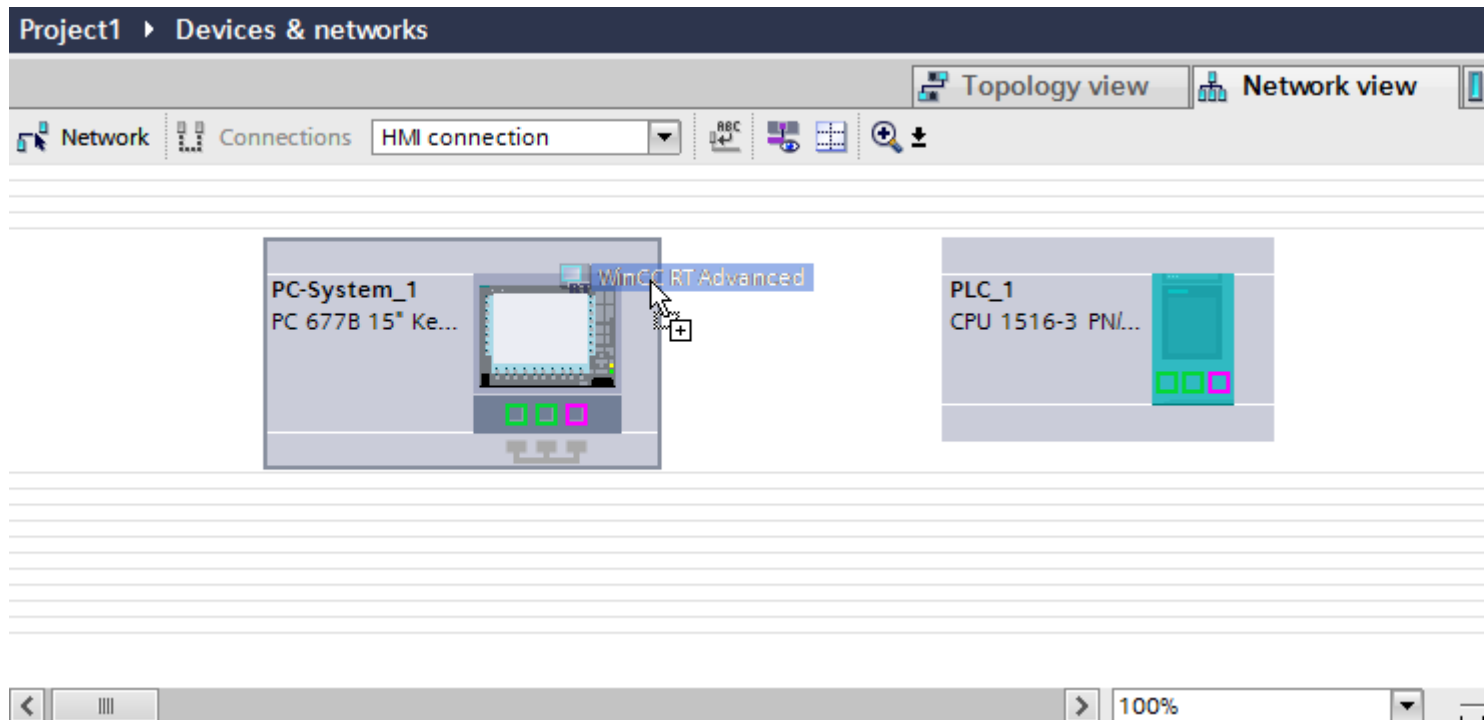 Project1 ▸ Devices & networks
Topology view Network view
Network Connections HMI connection
WinCC RT Advanced
PC-System_1
PC 677B 15" Ke...
PLC_1
CPU 1516-3 PN/...
100%